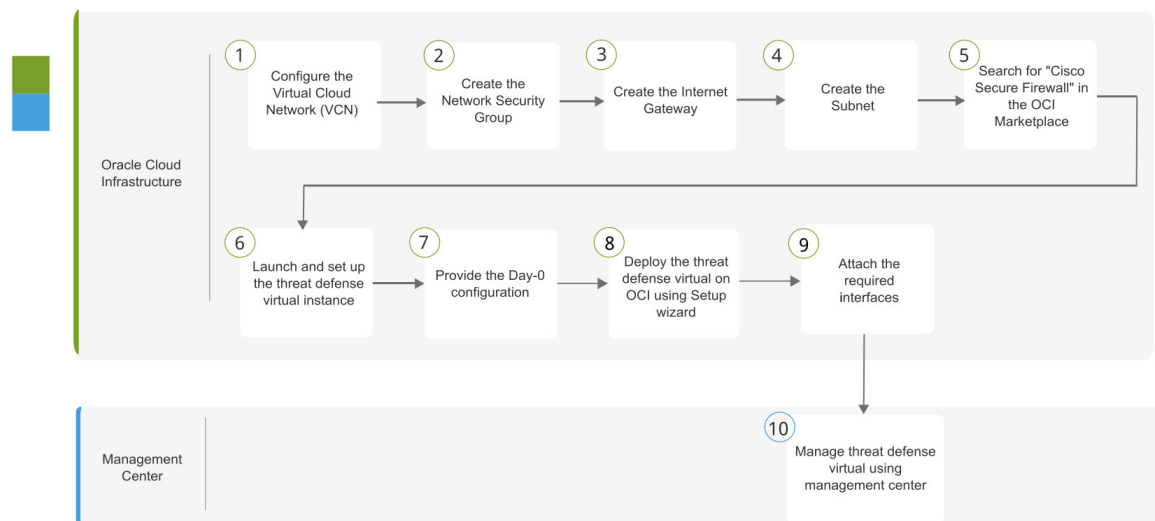 1
Configure the
Virtual Cloud
Network (VCN)
2
Create the
Network Security
Group
3
Create the Internet
Gateway
4
Create the
Subnet
5
Search for "Cisco
Secure Firewall" in
the OCI
Marketplace
Oracle Cloud
Infrastructure
6
Launch and set up
the threat defense
virtual instance
7
Provide the Day-0
configuration
8
Deploy the threat
defense virtual on
OCI using Setup
wizard
9
Attach the
required
interfaces
Management
Center
10
Manage threat defense
virtual using
management center